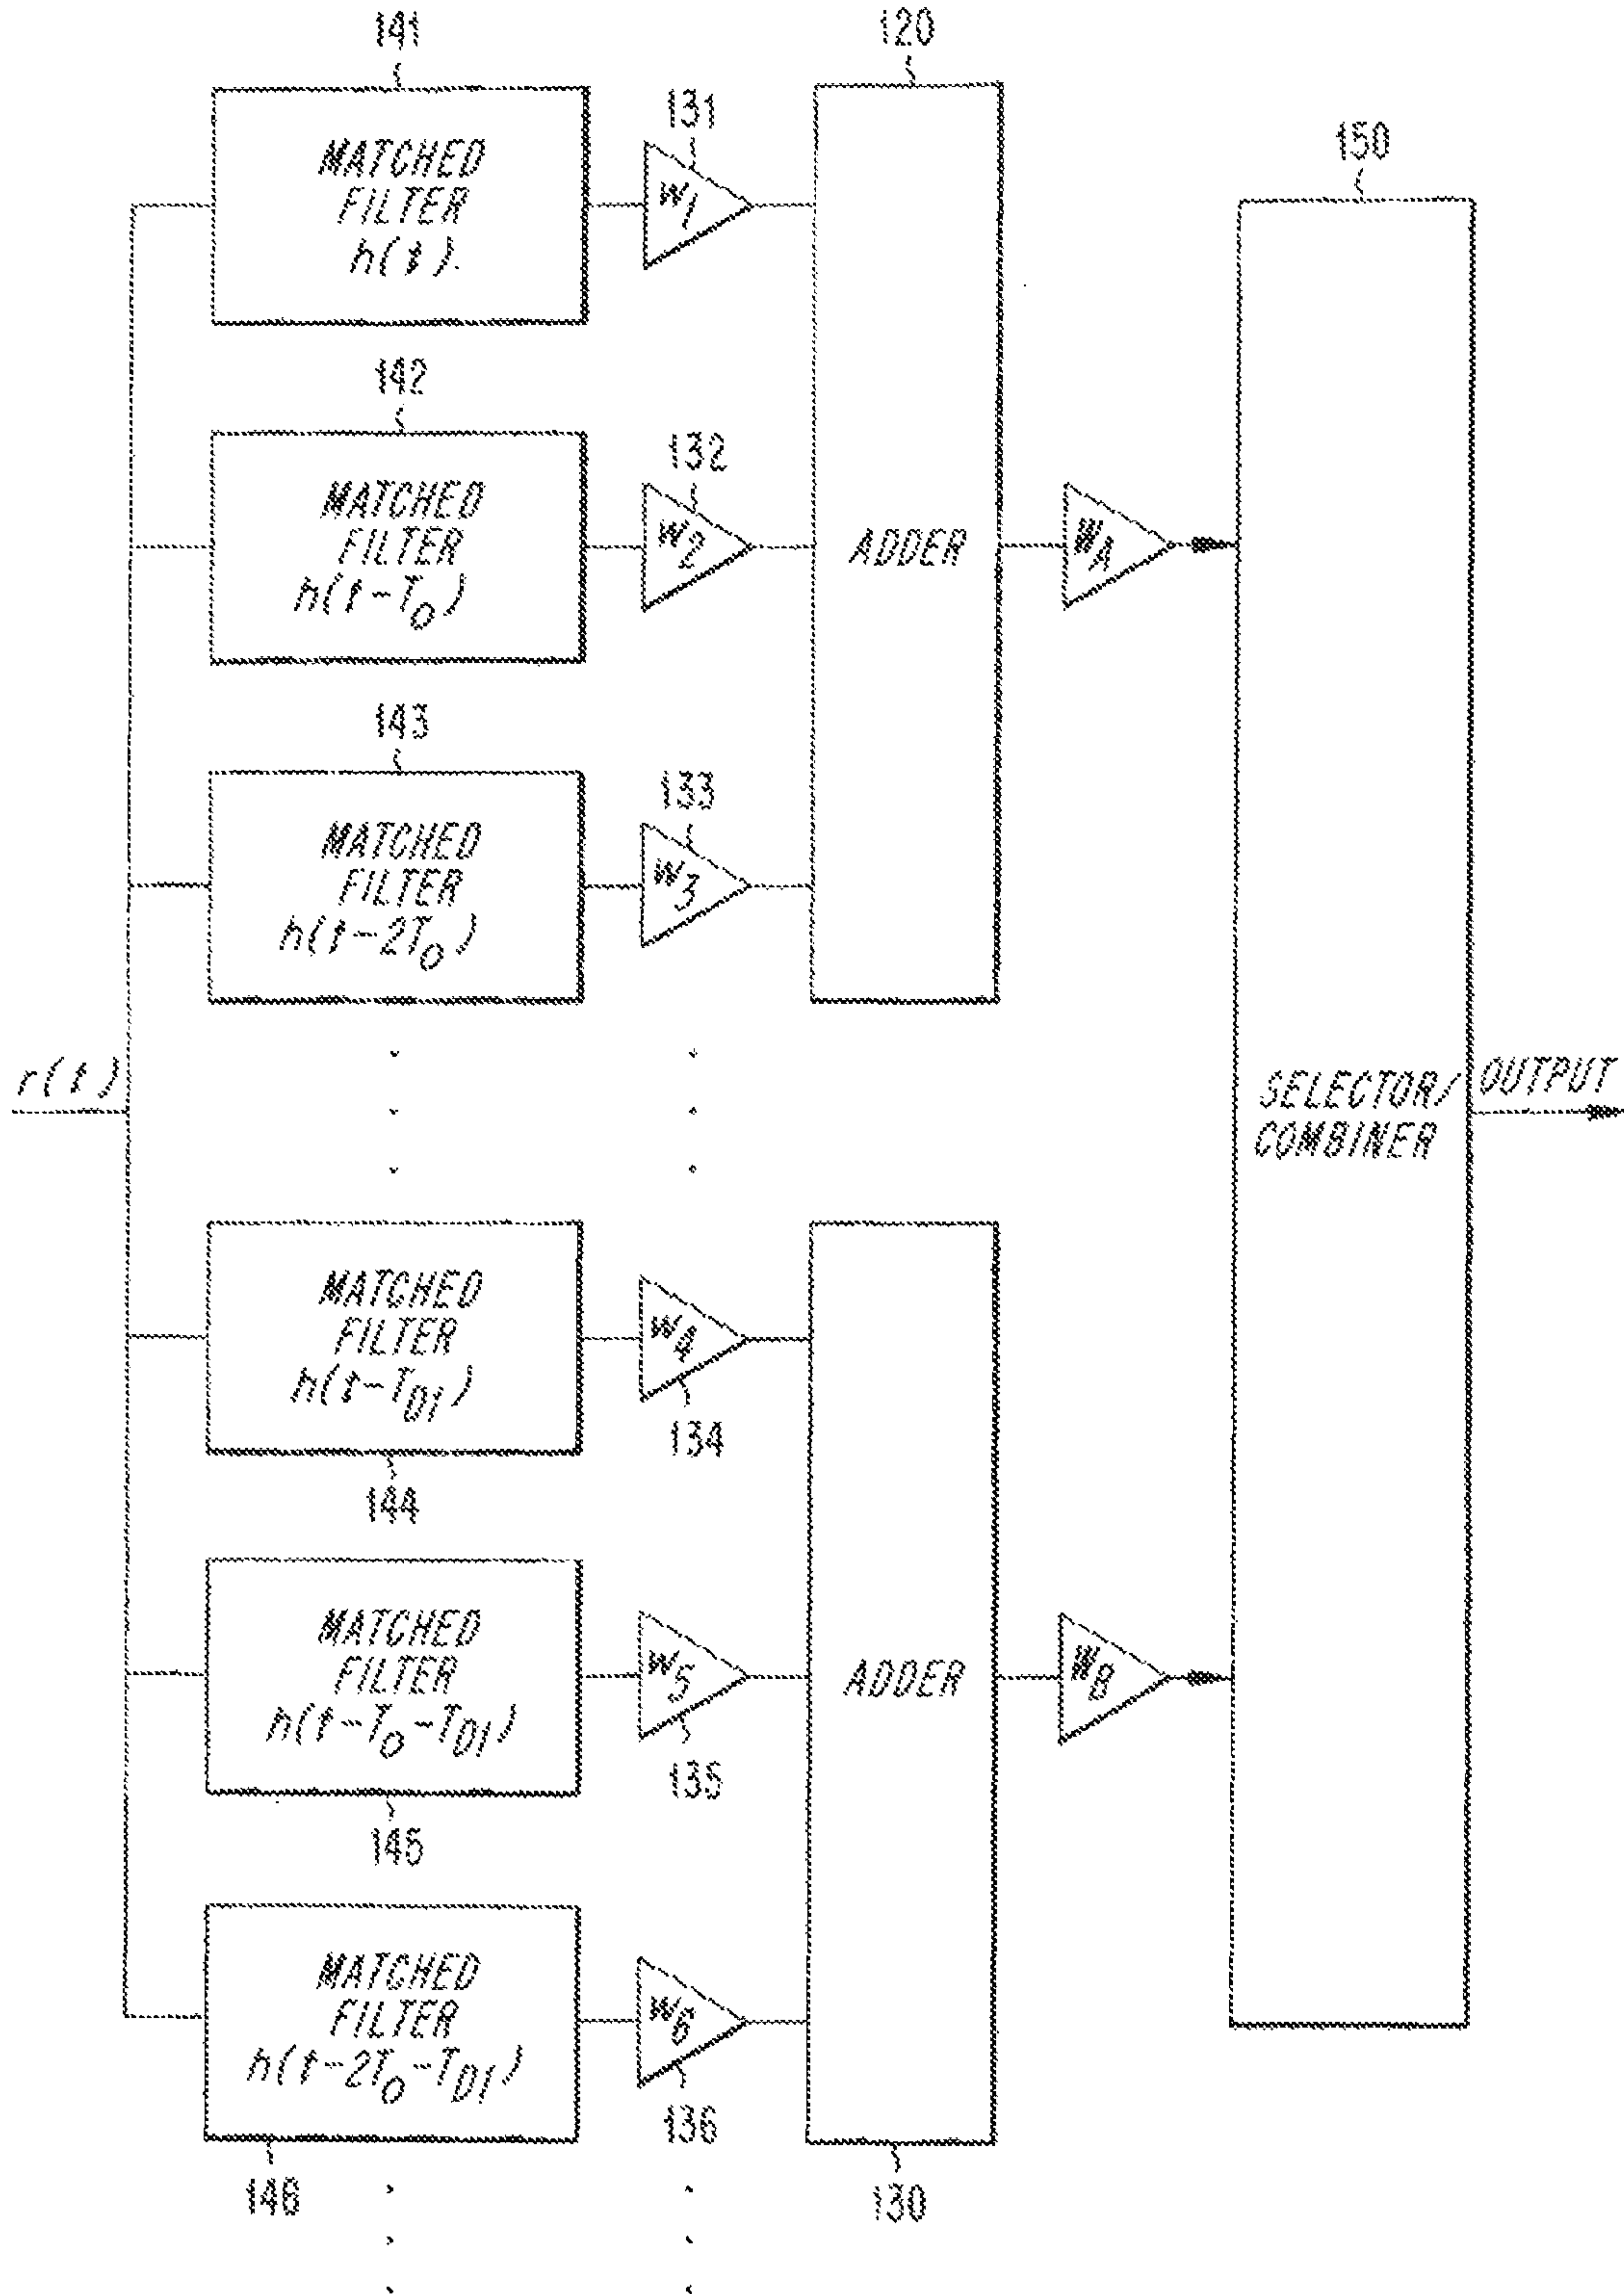 141
120
131
150
MATCHED
FILTER
h(t).
W1
142
132
MATCHED
FILTER
h(t-T0)
W2
ADDER
WA
143
133
MATCHED
FILTER
h(t-2T0)
W3
r(t)
SELECTOR/
COMBINER
OUTPUT
MATCHED
FILTER
h(t-TD1)
W4
134
144
MATCHED
FILTER
h(t-T0-TD1)
W5
135
ADDER
WB
145
MATCHED
FILTER
h(t-2T0-TD1)
W6
136
146
130